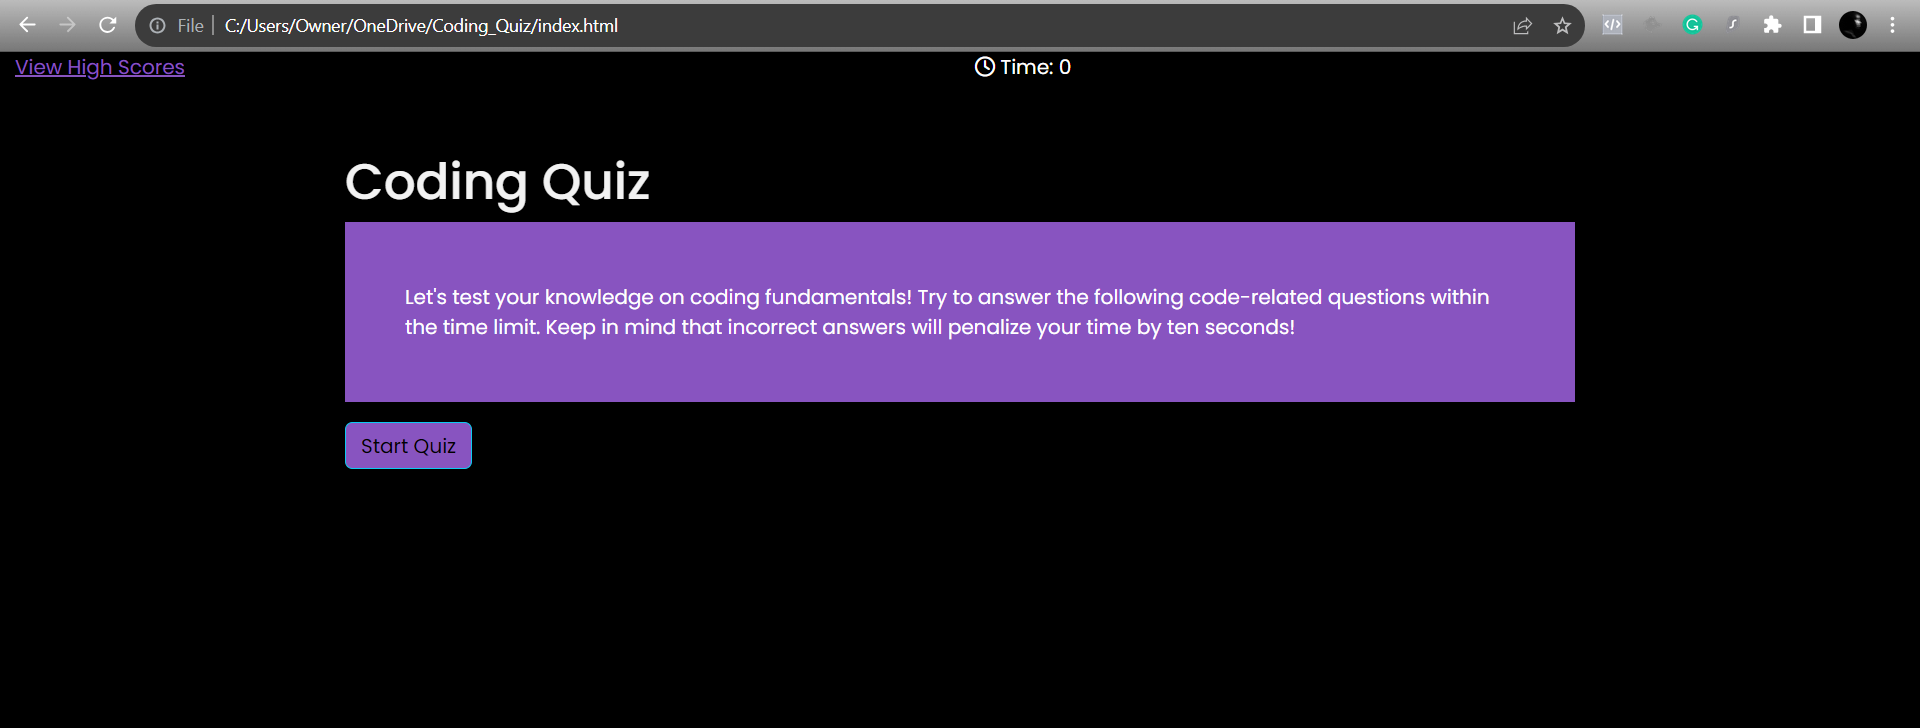 File | C:/Users/Owner/OneDrive/Coding_Quiz/index.html
View High Scores
Time: 0
Coding Quiz
Let's test your knowledge on coding fundamentals! Try to answer the following code-related questions within
the time limit. Keep in mind that incorrect answers will penalize your time by ten seconds!
Start Quiz